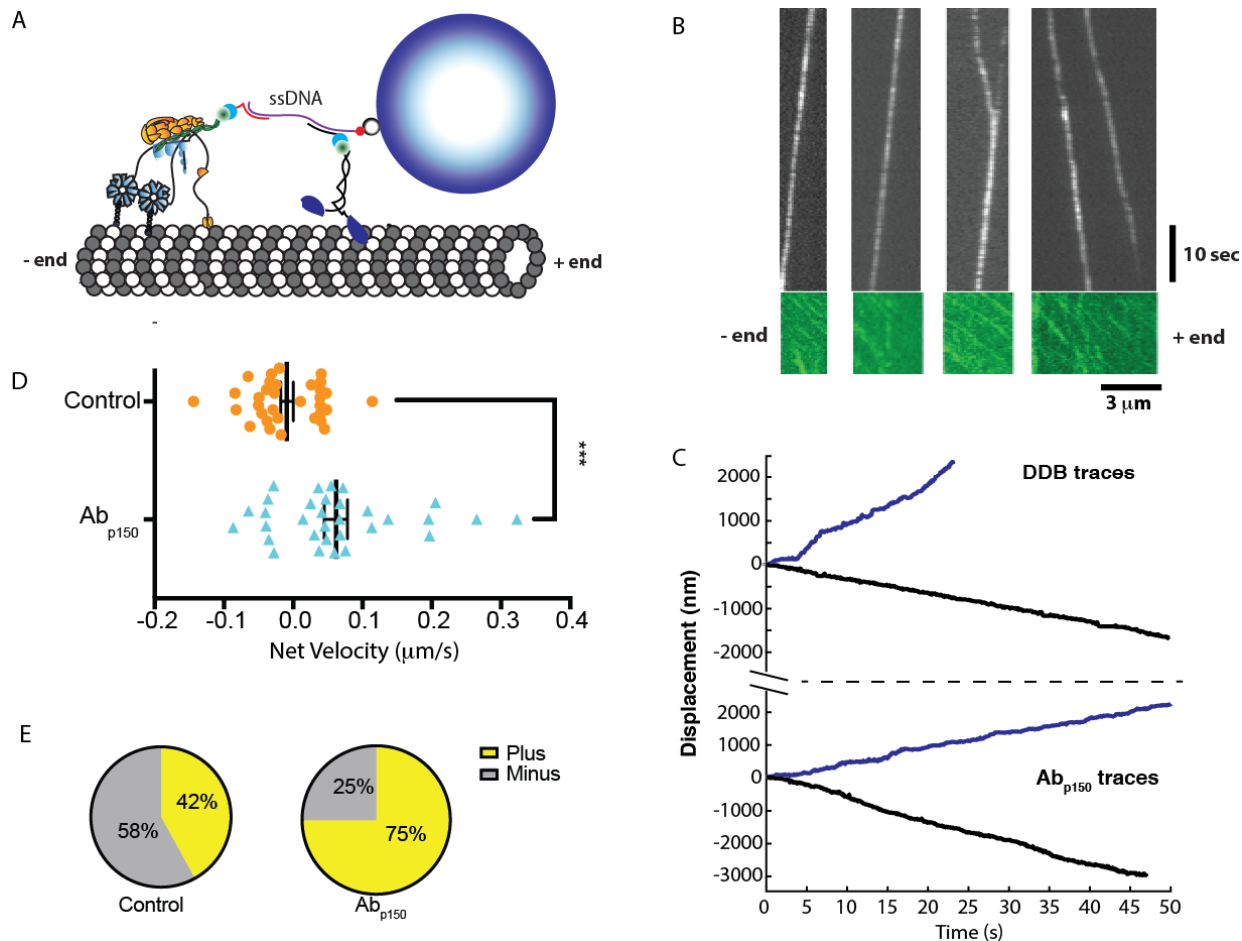 A
ssDNA
- end
+ end
-
B
10 sec
- end
+ end
3 μm
D
Control
Ab p150
***
-0.2 -0.1 0.0 0.1 0.2 0.3 0.4
Net Velocity (μm/s)
C
DDB traces
2000
1000
0
-1000
-2000
2000
1000
0
-1000
-2000
-3000
Ab p150 traces
Displacement (nm)
0 5 10 15 20 25 30 35 40 45 50
Time (s)
E
Plus
Minus
42%
58%
Control
25%
75%
Ab p150